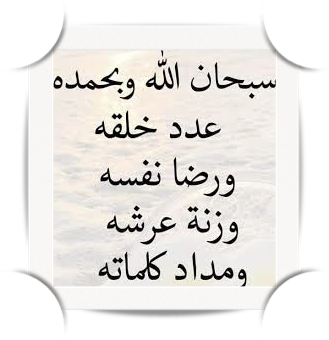 سبحان الله وبحمده
عدد خلقه
ورضا نفسه
وزنة عرشه
ومداد كلماته